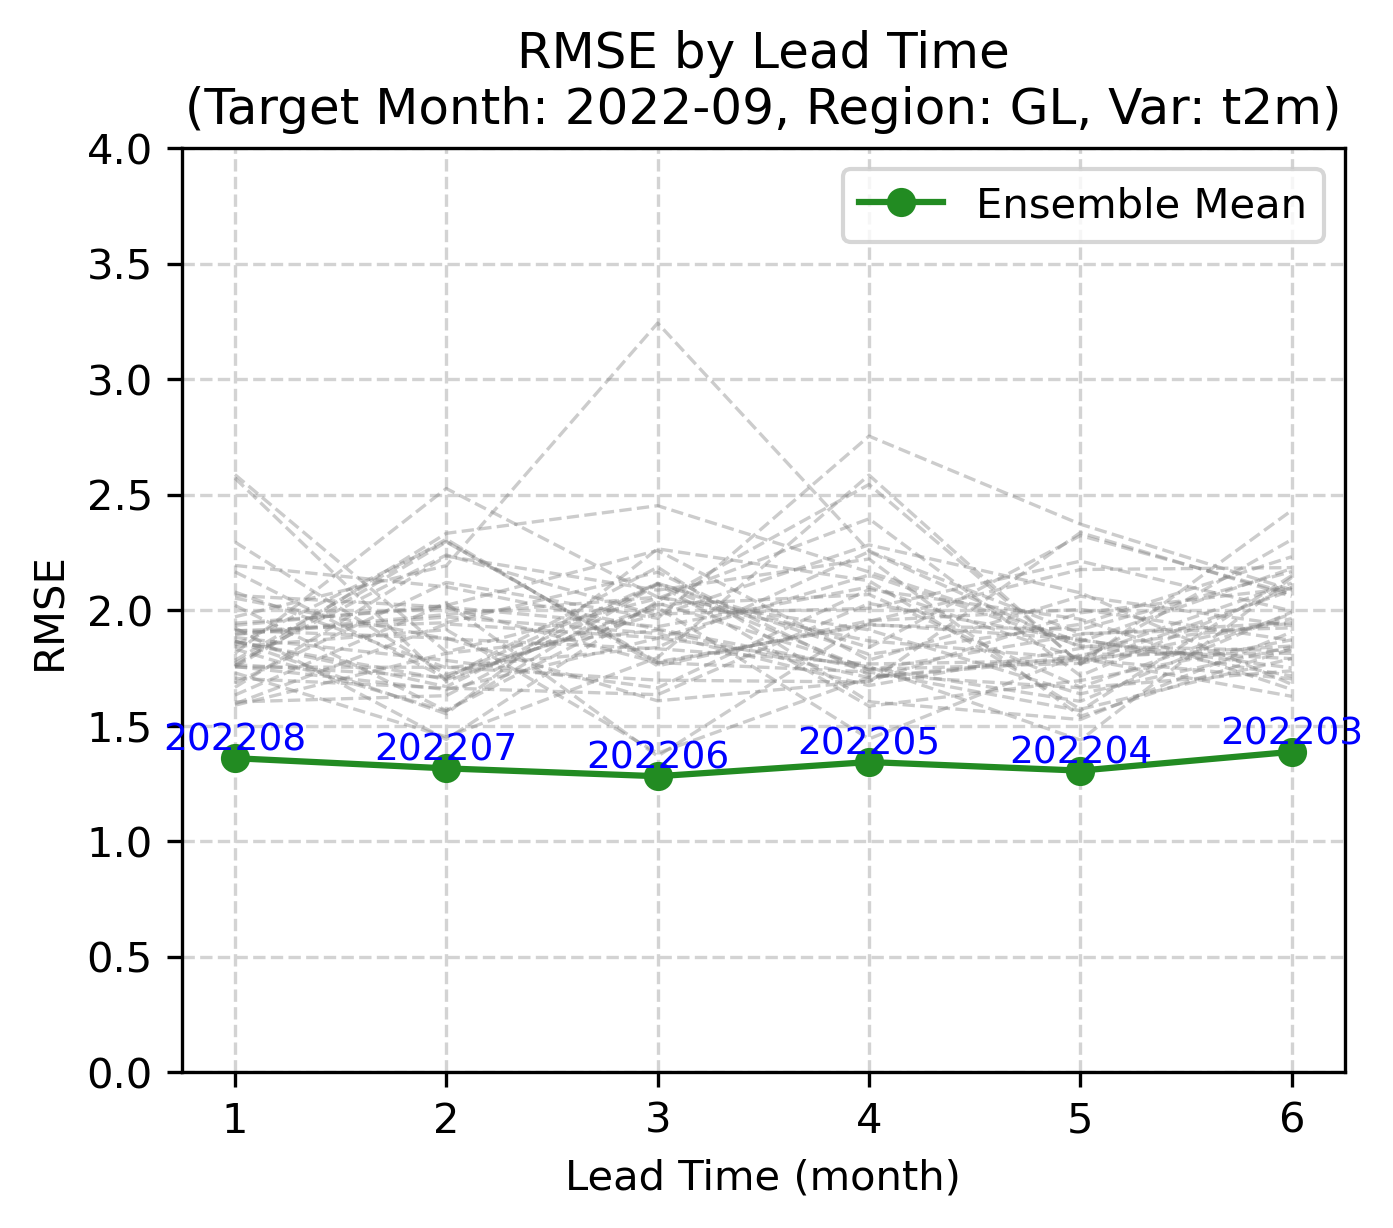 RMSE by Lead Time
(Target Month: 2022-09, Region: GL, Var: t2m)
Ensemble Mean
RMSE
4.0
3.5
3.0
2.5
2.0
1.5
1.0
0.5
0.0
202208
202207
202206
202205
202204
202203
1 2 3 4 5 6
Lead Time (month)